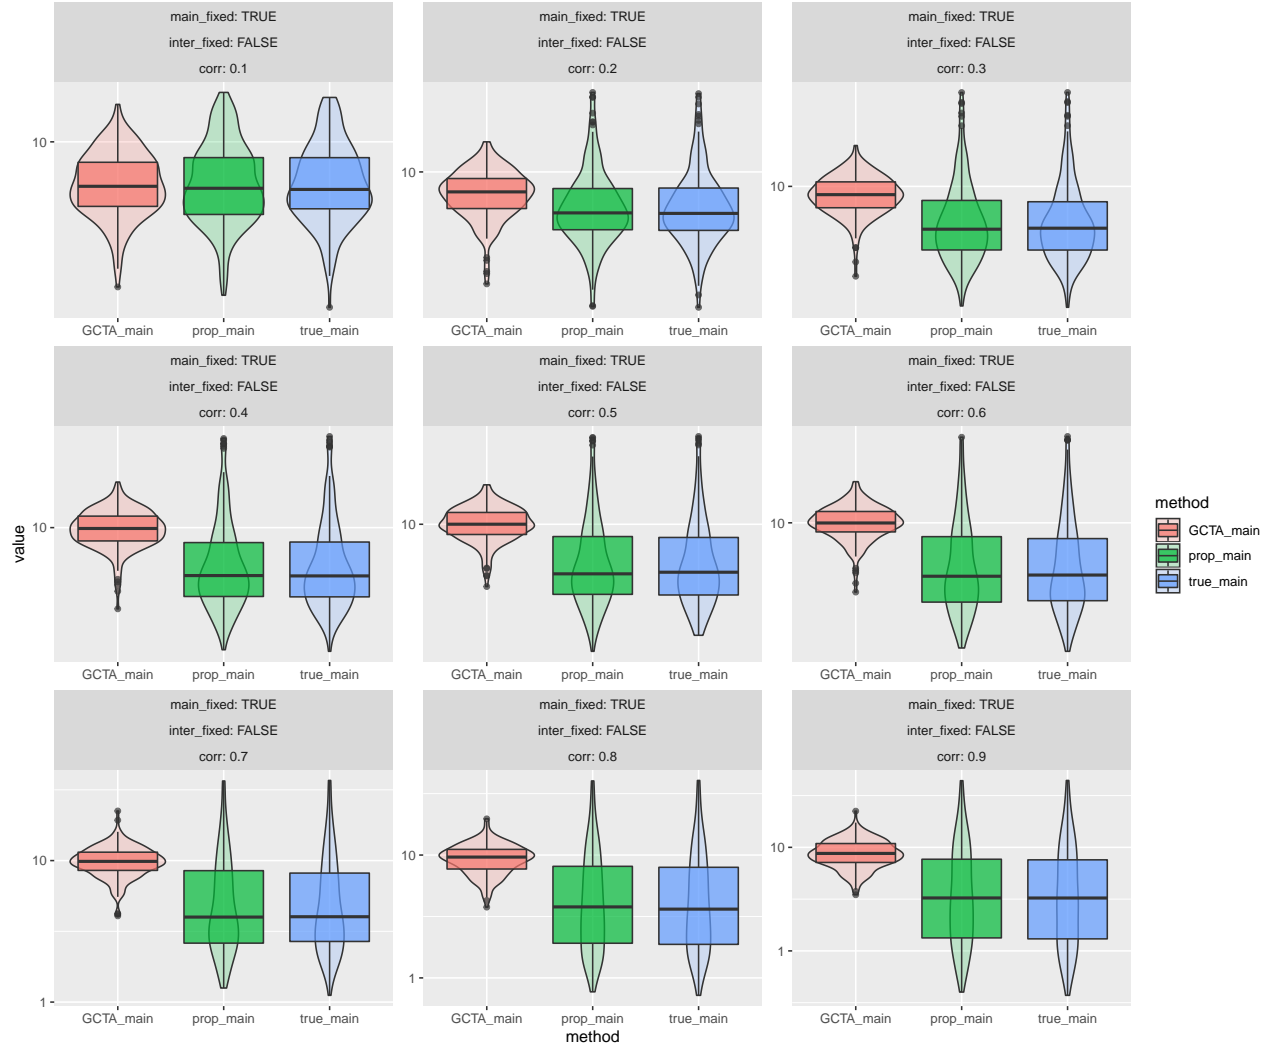 main_fixed: TRUE
inter_fixed: FALSE
corr: 0.1
10
GCTA_main prop_main true_main
main_fixed: TRUE
inter_fixed: FALSE
corr: 0.2
10
GCTA_main prop_main true_main
main_fixed: TRUE
inter_fixed: FALSE
corr: 0.3
10
GCTA_main prop_main true_main
main_fixed: TRUE
inter_fixed: FALSE
corr: 0.4
10
GCTA_main prop_main true_main
main_fixed: TRUE
inter_fixed: FALSE
corr: 0.5
10
GCTA_main prop_main true_main
main_fixed: TRUE
inter_fixed: FALSE
corr: 0.6
10
GCTA_main prop_main true_main
main_fixed: TRUE
inter_fixed: FALSE
corr: 0.7
10
1
GCTA_main prop_main true_main
main_fixed: TRUE
inter_fixed: FALSE
corr: 0.8
10
1
GCTA_main prop_main true_main
main_fixed: TRUE
inter_fixed: FALSE
corr: 0.9
10
1
GCTA_main prop_main true_main
value
method
method
GCTA_main
prop_main
true_main